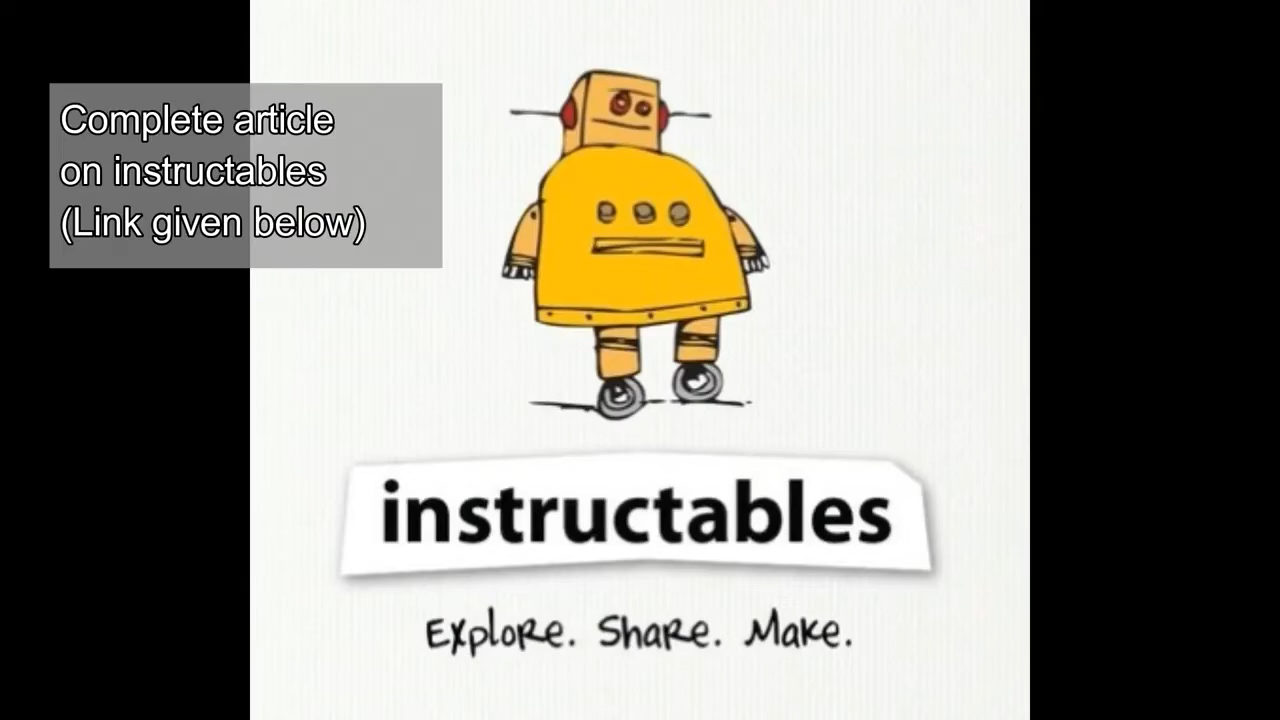 Complete article
on instructables
(Link given below)
instructables
Explore. Share. Make.